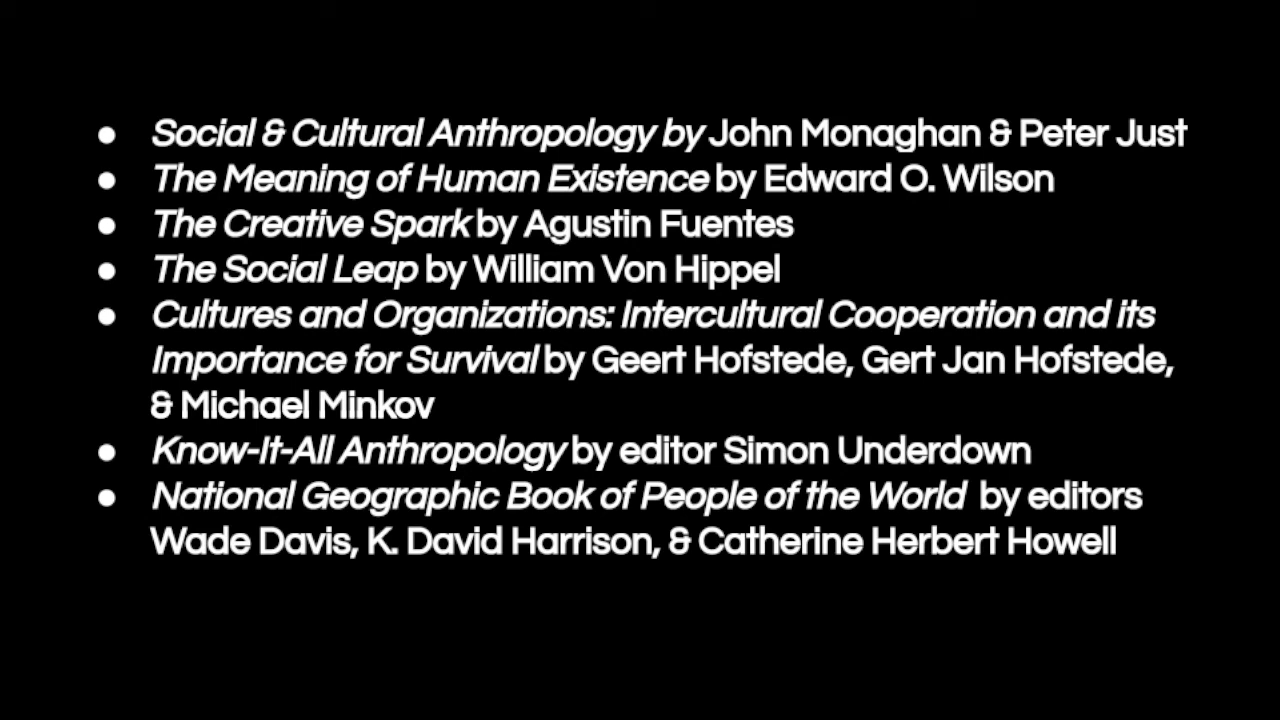 ● Social & Cultural Anthropology by John Monaghan & Peter Just
● The Meaning of Human Existence by Edward O. Wilson
● The Creative Spark by Agustin Fuentes
● The Social Leap by William Von Hippel
● Cultures and Organizations: Intercultural Cooperation and its
Importance for Survival by Geert Hofstede, Gert Jan Hofstede,
& Michael Minkov
● Know-It-All Anthropology by editor Simon Underdown
● National Geographic Book of People of the World by editors
Wade Davis, K. David Harrison, & Catherine Herbert Howell